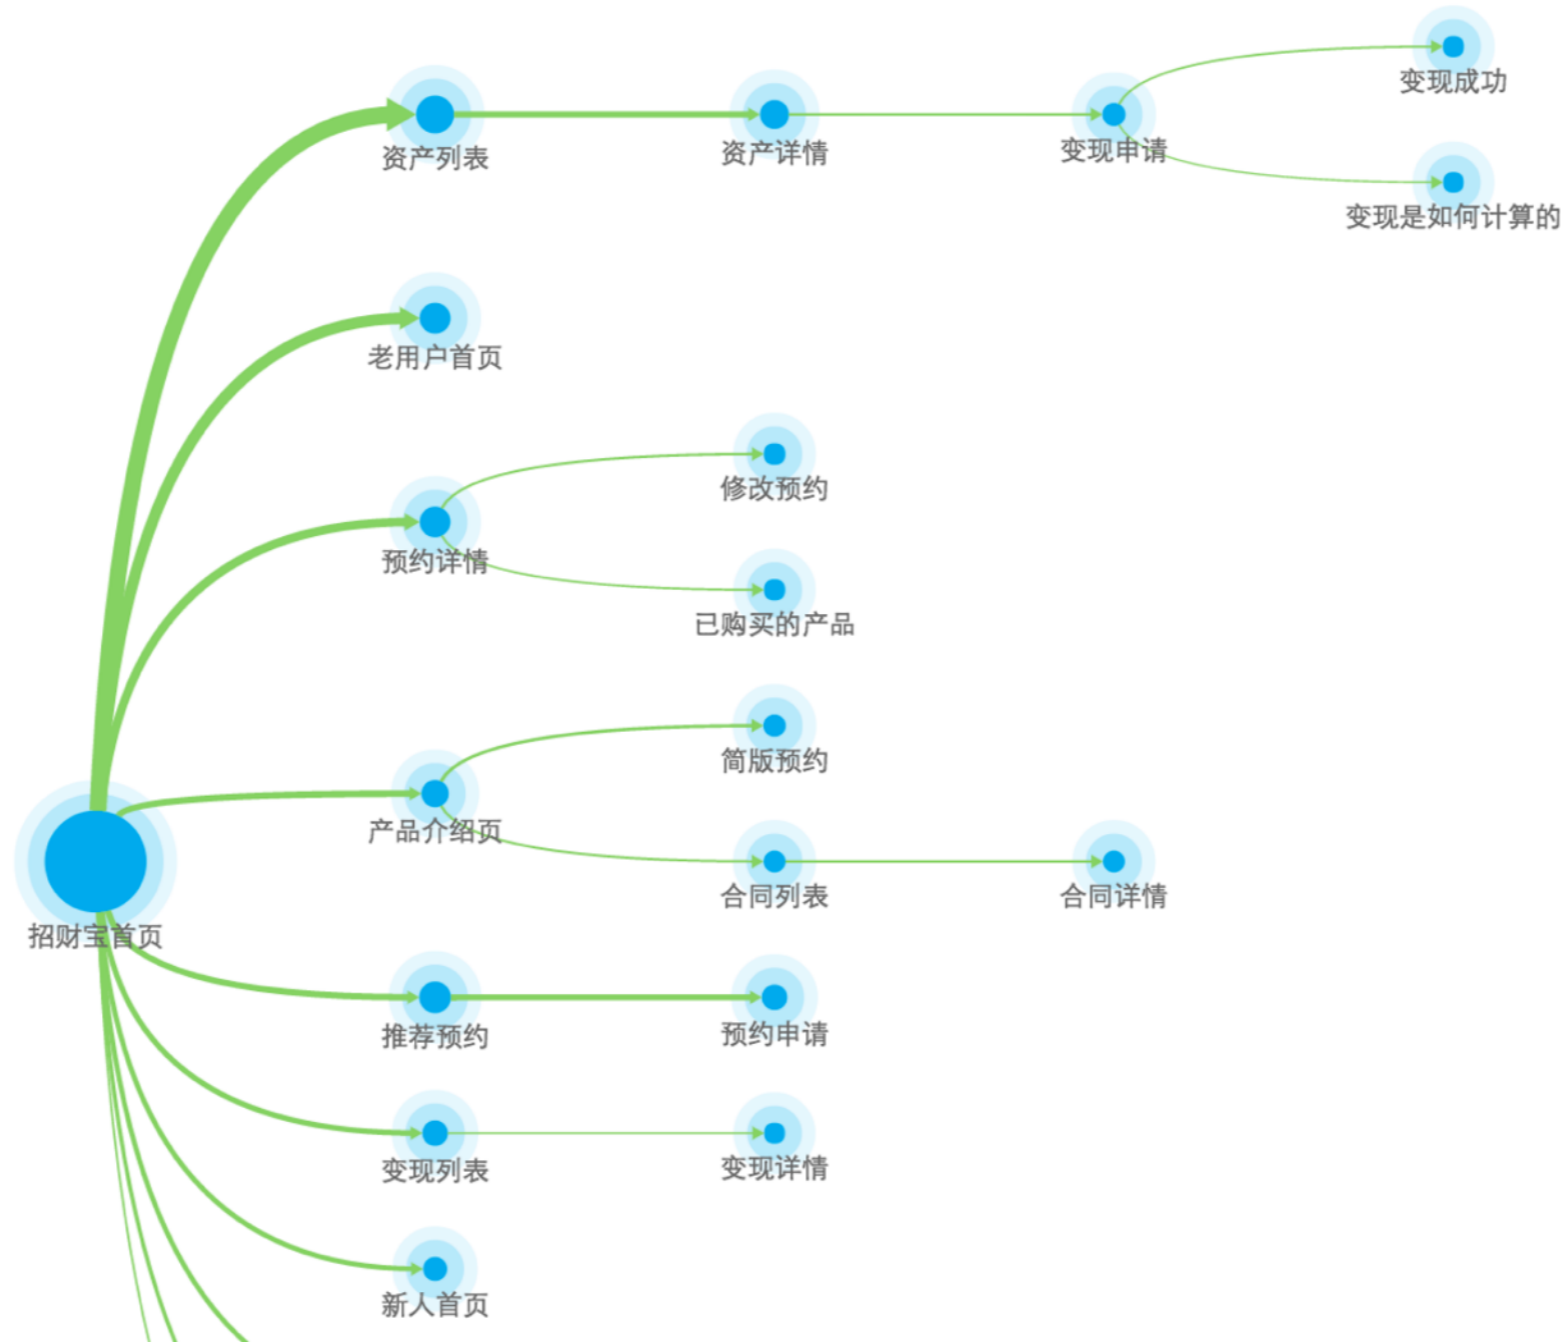 变现成功
资产列表
资产详情
变现申请
变现是如何计算的
老用户首页
修改预约
预约详情
已购买的产品
简版预约
产品介绍页
合同列表
合同详情
招财宝首页
推荐预约
预约申请
变现列表
变现详情
新人首页